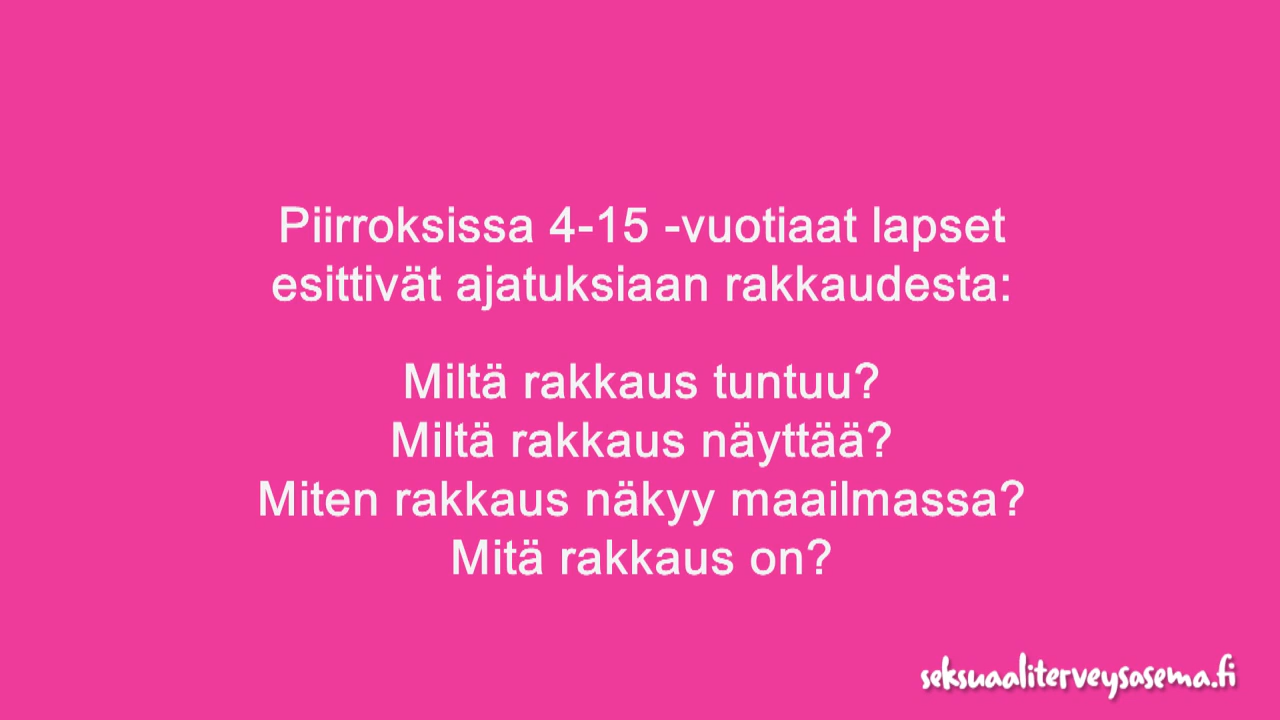 Piirroksissa 4-15 -vuotiaat lapset
esittivät ajatuksiaan rakkaudesta:
Miltä rakkaus tuntuu?
Miltä rakkaus näyttää?
Miten rakkaus näkyy maailmassa?
Mitä rakkaus on?
seksuaaliterveysasema.fi